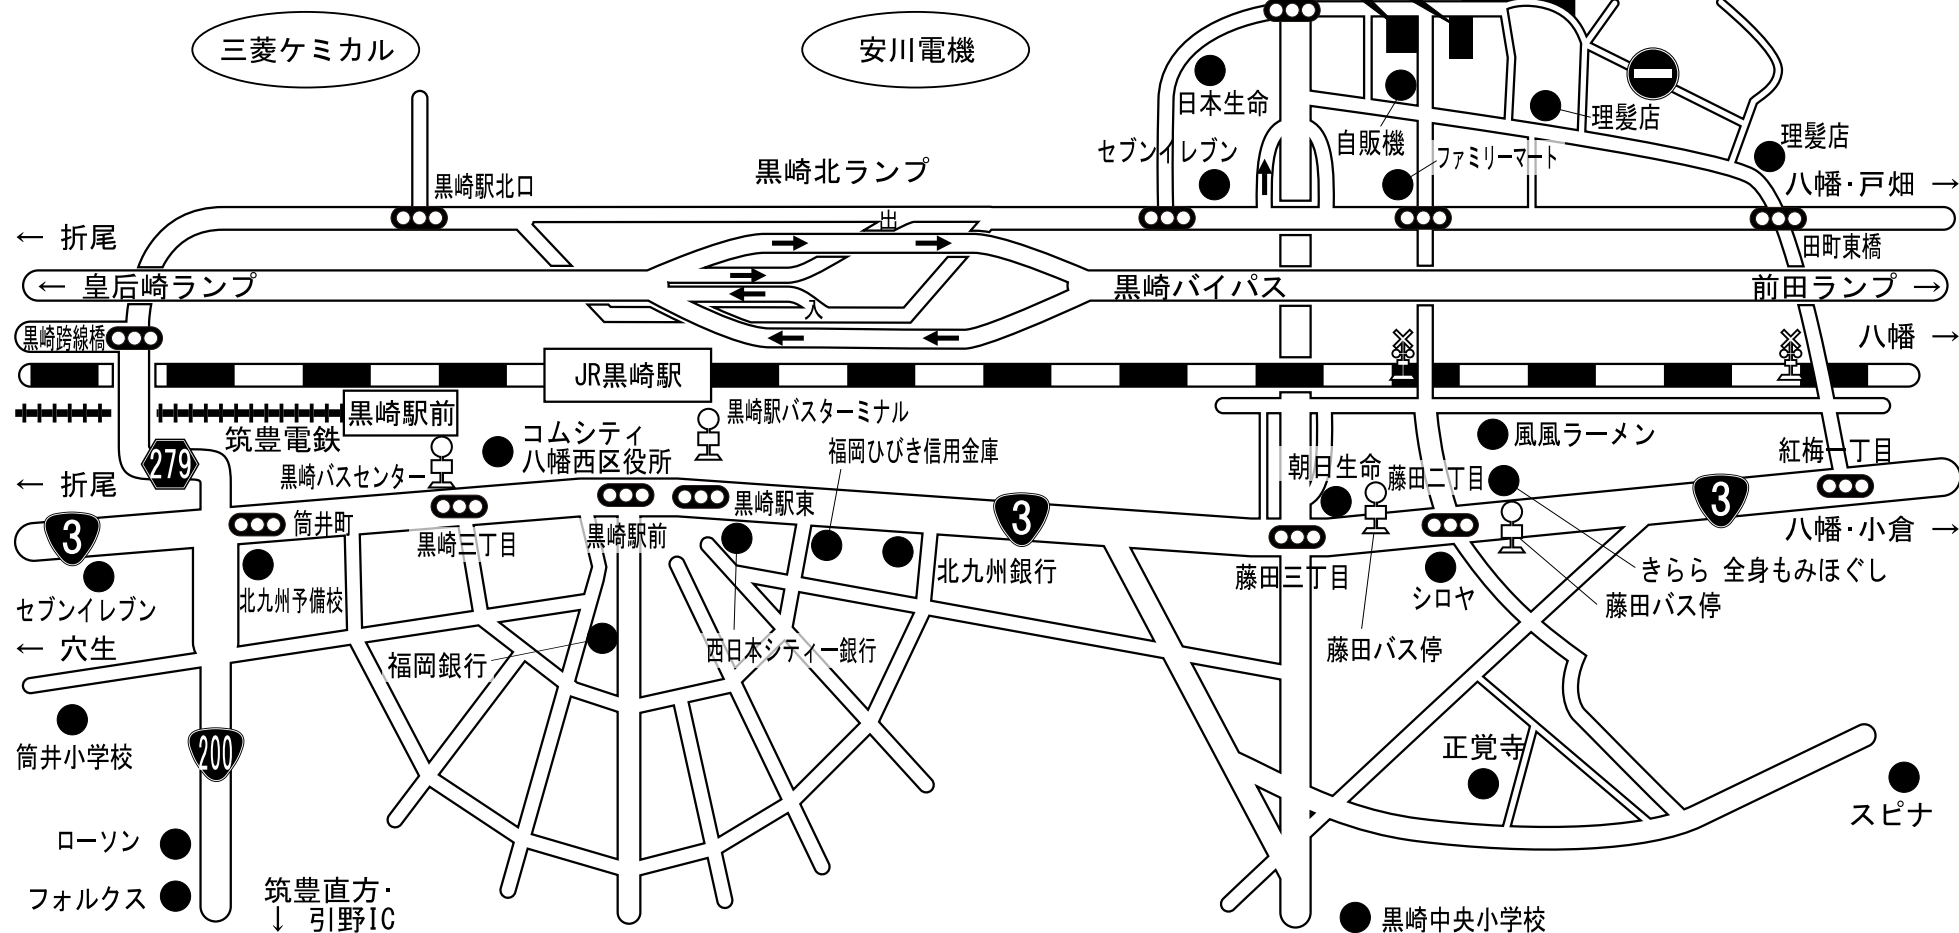 三菱ケミカル
安川電機
日本生命
セブンイレブン
自販機
理髪店
理髪店
ファミリーマート
黒崎北ランプ
黒崎駅北口
八幡・戸畑 →
← 折尾
出
田町東橋
← 皇后崎ランプ
黒崎バイパス
前田ランプ →
入
黒崎跨線橋
八幡 →
JR黒崎駅
黒崎駅前
筑豊電鉄
黒崎駅バスターミナル
コムシティ
八幡西区役所
福岡ひびき信用金庫
風風ラーメン
紅梅一丁目
279
黒崎バスセンター
朝日生命
藤田二丁目
← 折尾
3
筒井町
黒崎三丁目
黒崎駅前
黒崎駅東
3
3
八幡・小倉 →
北九州銀行
藤田三丁目
きらら 全身もみほぐし
シロヤ
藤田バス停
セブンイレブン
北九州予備校
← 穴生
福岡銀行
西日本シティー銀行
藤田バス停
筒井小学校
200
正覚寺
スピナ
ローソン
フォルクス
筑豊直方・
↓ 引野IC
黒崎中央小学校